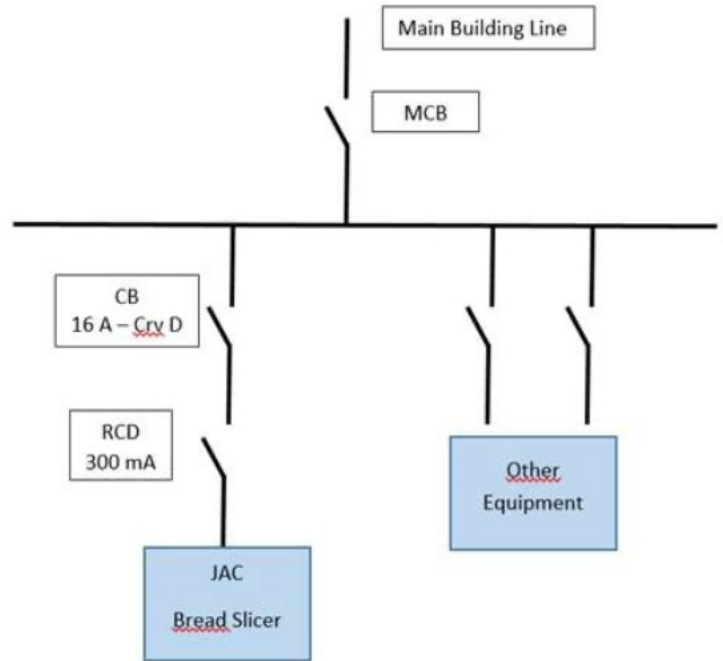 Main Building Line
MCB
CB
16 A – Crv D
RCD
300 mA
Other
Equipment
JAC
Bread Slicer